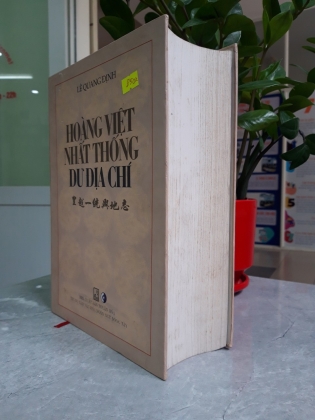 LÊ QUANG ĐỊNH
HOÀNG VIỆT
NHẤT THỐNG
DƯ ĐỊA CHÍ
皇越一統輿地志